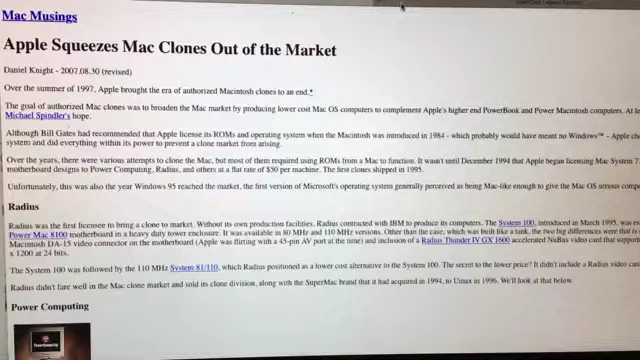 Mac Musings
Apple Squeezes Mac Clones Out of the Market
Daniel Knight - 2007.08.30 (revised)
Over the summer of 1997, Apple brought the era of authorized Macintosh clones to an end.*
The goal of authorized Mac clones was to broaden the Mac market by producing lower cost Mac OS computers to complement Apple's higher end PowerBook and Power Macintosh computers. At le
Michael Spindler's hope.
Although Bill Gates had recommended that Apple license its ROMs and operating system when the Macintosh was introduced in 1984 - which probably would have meant no Windows™ - Apple
system and did everything within its power to prevent a clone market from arising.
Over the years, there were various attempts to clone the Mac, but most of them required using ROMs from a Mac to function. It wasn't until December 1994 that Apple began licensing Mac System 7
motherboard designs to Power Computing, Radius, and others at a flat rate of $50 per machine. The first clones shipped in 1995.
Unfortunately, this was also the year Windows 95 reached the market, the first version of Microsoft's operating system generally perceived as being Mac-like enough to give the Mac OS serious
Radius
Radius was the first licensee to bring a clone to market. Without its own production facilities, Radius contracted with IBM to produce its computers. The System 100, introduced in March 1995, was
Power Mac 8100 motherboard in a heavy duty tower enclosure. It was available in 80 MHz and 110 MHz versions. Other than the case, which was built like a tank, the two big differences were that
Macintosh DA-15 video connector on the motherboard (Apple was flirting with a 45-pin AV port at the time) and inclusion of a Radius Thunder IV GX 1600 accelerated NuBus video card that support
x 1200 at 24 bits.
The System 100 was followed by the 110 MHz System 81/110, which Radius positioned as a lower cost alternative to the System 100. The secret to the lower price? It didn't include a Radius video card
Radius didn't fare well in the Mac clone market and sold its clone division, along with the SuperMac brand that it had acquired in 1994, to Umax in 1996. We'll look at that below.
Power Computing